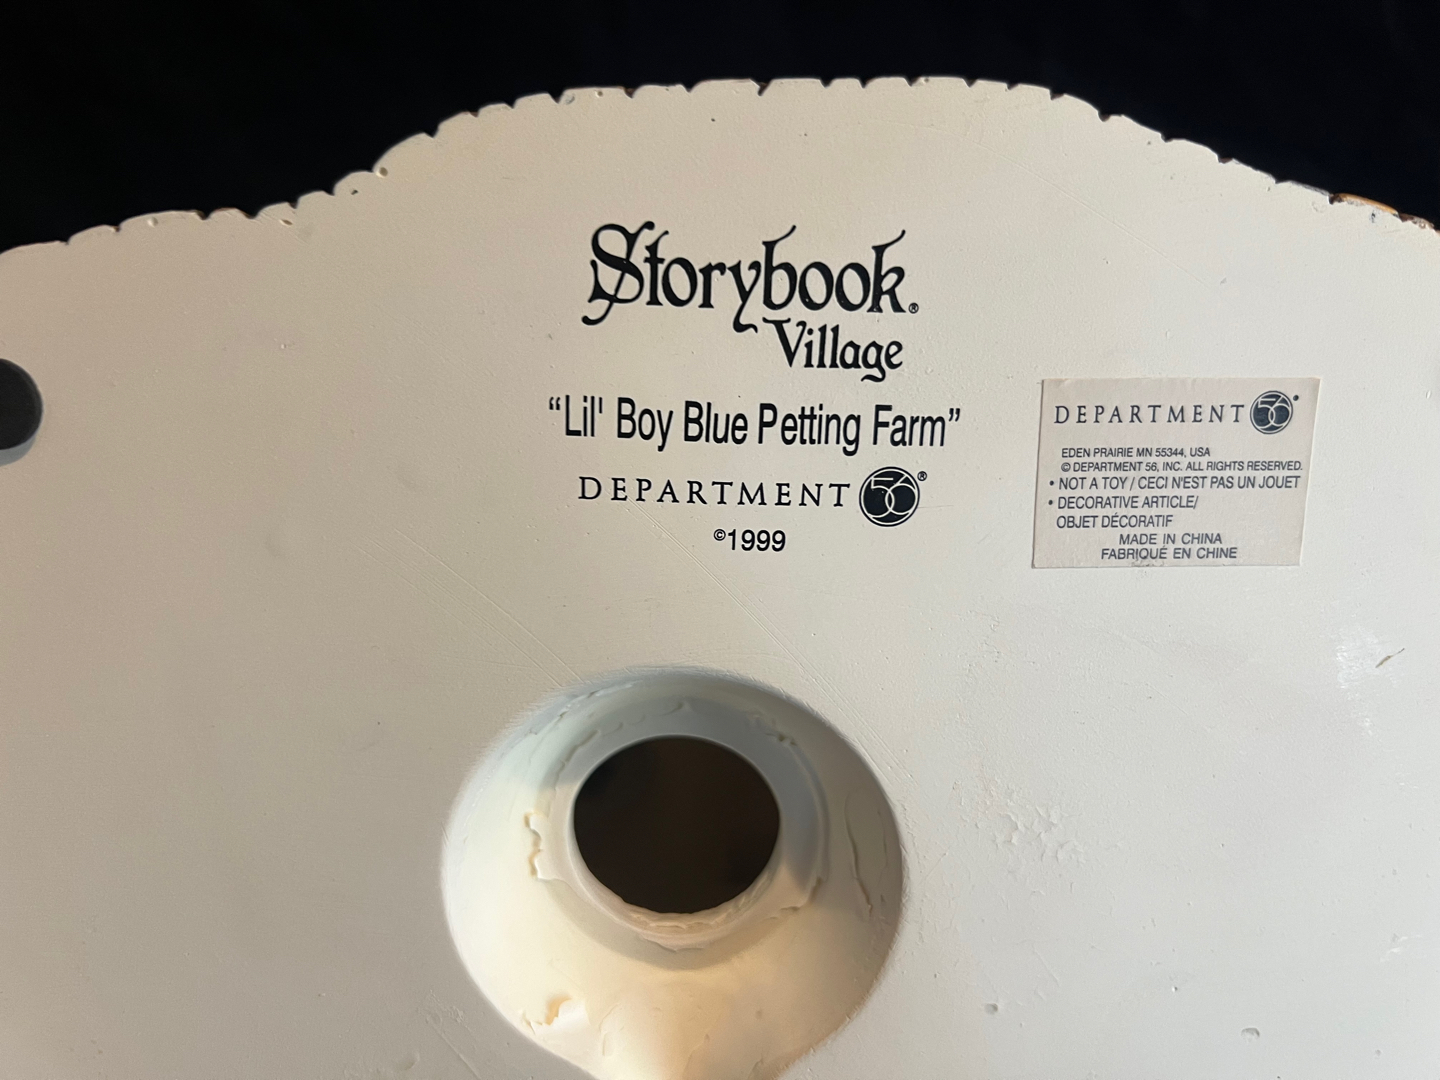 Storybook®
Village
“Lil' Boy Blue Petting Farm”
DEPARTMENT 56®
©1999
DEPARTMENT 56®
EDEN PRAIRIE MN 55344, USA
© DEPARTMENT 56, INC. ALL RIGHTS RESERVED.
• NOT A TOY / CECI N'EST PAS UN JOUET
• DECORATIVE ARTICLE/
OBJET DÉCORATIF
MADE IN CHINA
FABRIQUÉ EN CHINE